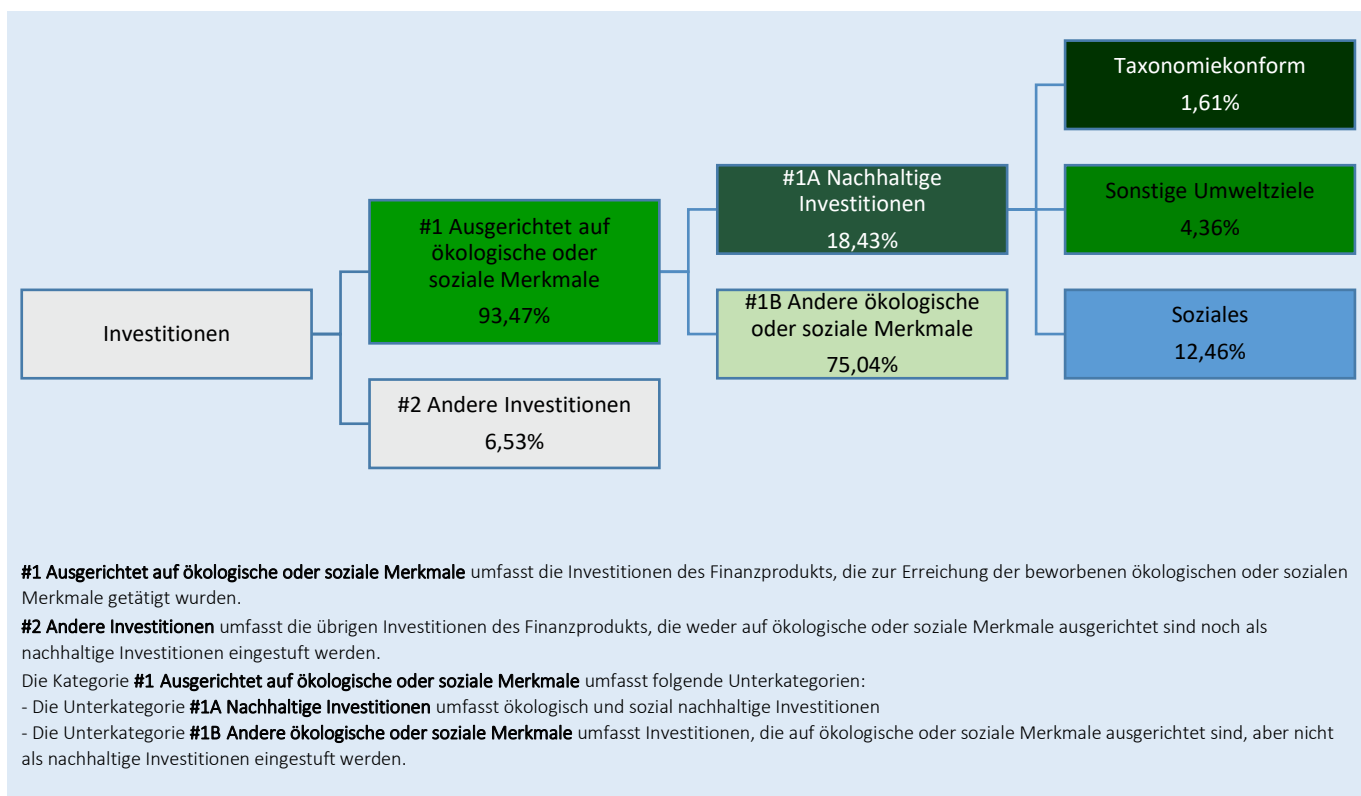 Investitionen
#1 Ausgerichtet auf
ökologische oder
soziale Merkmale
93,47%
#2 Andere Investitionen
6,53%
#1A Nachhaltige
Investitionen
18,43%
#1B Andere ökologische
oder soziale Merkmale
75,04%
Taxonomiekonform
1,61%
Sonstige Umweltziele
4,36%
Soziales
12,46%
#1 Ausgerichtet auf ökologische oder soziale Merkmale umfasst die Investitionen des Finanzprodukts, die zur Erreichung der beworbenen ökologischen oder sozialen
Merkmale getätigt wurden.
#2 Andere Investitionen umfasst die übrigen Investitionen des Finanzprodukts, die weder auf ökologische oder soziale Merkmale ausgerichtet sind noch als
nachhaltige Investitionen eingestuft werden.
Die Kategorie #1 Ausgerichtet auf ökologische oder soziale Merkmale umfasst folgende Unterkategorien:
- Die Unterkategorie #1A Nachhaltige Investitionen umfasst ökologisch und sozial nachhaltige Investitionen
- Die Unterkategorie #1B Andere ökologische oder soziale Merkmale umfasst Investitionen, die auf ökologische oder soziale Merkmale ausgerichtet sind, aber nicht
als nachhaltige Investitionen eingestuft werden.